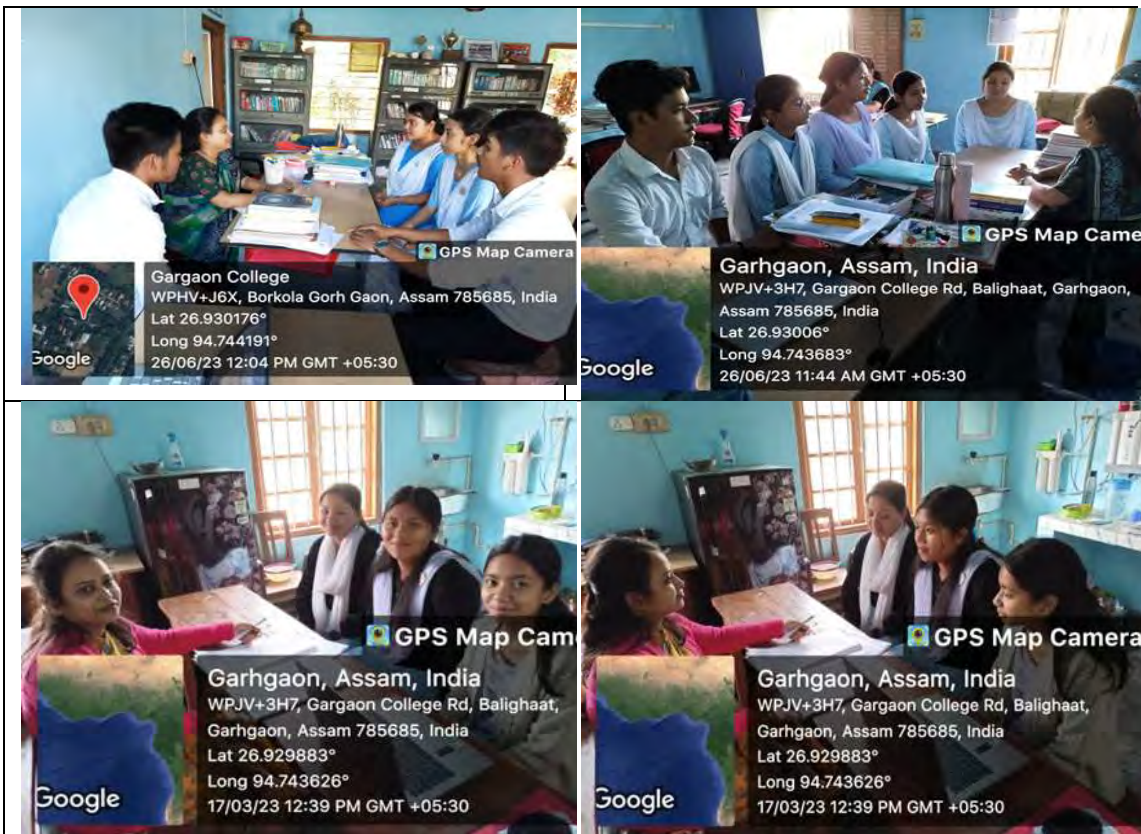 GPS Map Camera
Gargaon College
WPHV+J6X, Borkola Gorh Gaon, Assam 785685, India
Lat 26.930176°
Long 94.744191°
26/06/23 12:04 PM GMT +05:30
Google
GPS Map Came
Garhgaon, Assam, India
WPJV+3H7, Gargaon College Rd, Balighaat, Garhgaon,
Assam 785685, India
Lat 26.93006°
Long 94.743683°
26/06/23 11:44 AM GMT +05:30
Google
GPS Map Cam
Garhgaon, Assam, India
WPJV+3H7, Gargaon College Rd, Balighaat,
Garhgaon, Assam 785685, India
Lat 26.929883°
Long 94.743626°
17/03/23 12:39 PM GMT +05:30
Google
GPS Map Camera
Garhgaon, Assam, India
WPJV+3H7, Gargaon College Rd, Balighaat,
Garhgaon, Assam 785685, India
Lat 26.929883°
Long 94.743626°
17/03/23 12:39 PM GMT +05:30
Google